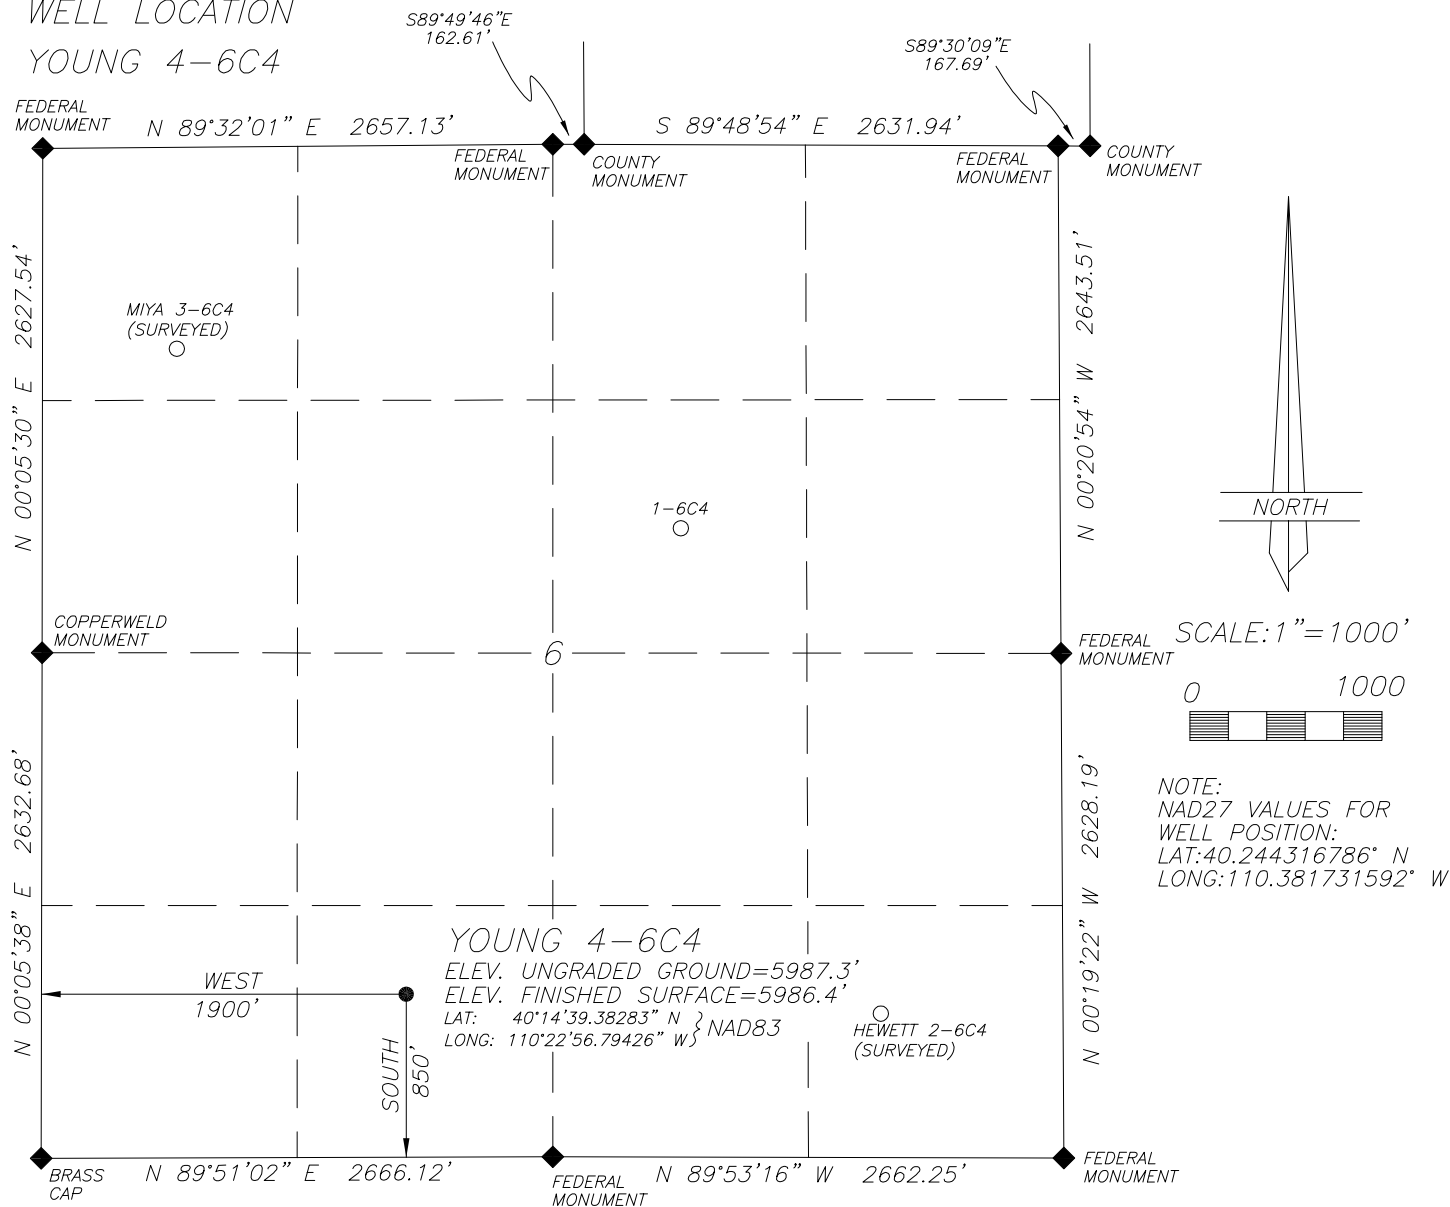 WELL LOCATION
YOUNG 4-6C4
S89°49'46"E
162.61'
S89°30'09"E
167.69'
FEDERAL
MONUMENT
N 89°32'01" E 2657.13'
S 89°48'54" E 2631.94'
FEDERAL
MONUMENT
COUNTY
MONUMENT
FEDERAL
MONUMENT
COUNTY
MONUMENT
N 00°05'30" E 2627.54'
N 00°20'54" W 2643.51'
MIYA 3-6C4
(SURVEYED)
1-6C4
NORTH
COPPERWELD
MONUMENT
6
FEDERAL
MONUMENT
SCALE:1"=1000'
0 1000
NOTE:
NAD27 VALUES FOR
WELL POSITION:
LAT:40.244316786° N
LONG:110.381731592° W
N 00°05'38" E 2632.68'
N 00°19'22" W 2628.19'
YOUNG 4-6C4
ELEV. UNGRADED GROUND=5987.3'
ELEV. FINISHED SURFACE=5986.4'
LAT: 40°14'39.38283" N
LONG: 110°22'56.79426" W
NAD83
WEST
1900'
SOUTH
850'
HEWETT 2-6C4
(SURVEYED)
BRASS
CAP
N 89°51'02" E 2666.12'
FEDERAL
MONUMENT
N 89°53'16" W 2662.25'
FEDERAL
MONUMENT